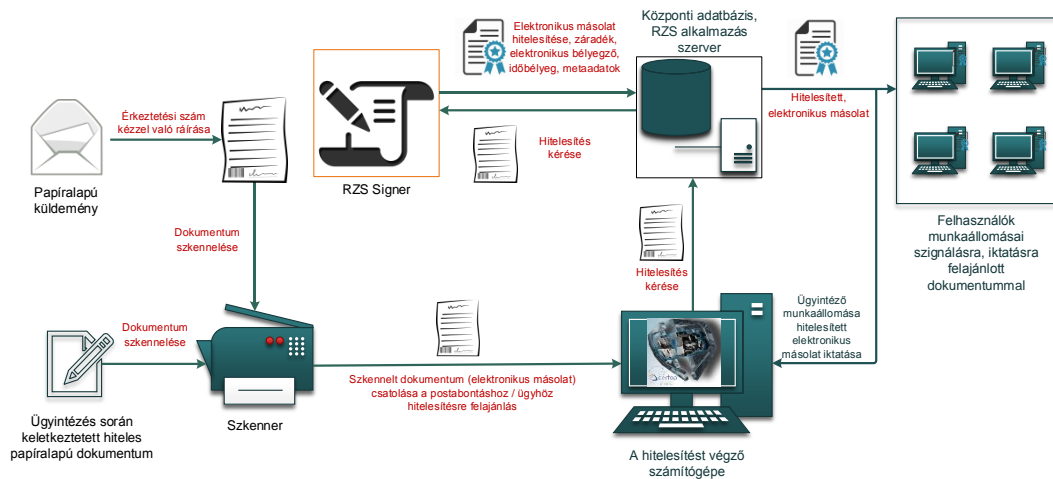 Elektronikus másolat
hitelesítése, záradék,
elektronikus bélyegző,
időbélyeg, metaadatok
Központi adatbázis,
RZS alkalmazás
szerver
Érkeztetési szám
kézzel való ráírása
Hitelesített,
elektronikus másolat
Hitelesítés
kérése
Papíralapú
küldemény
RZS Signer
Dokumentum
szkennelése
Hitelesítés
kérése
Felhasználók
munkaállomásai
szignálásra, iktatásra
felajánlott
dokumentummal
Dokumentum
szkennelése
Ügyintéző
munkaállomása
hitelesített
elektronikus
másolat iktatása
Szkennelt dokumentum (elektronikus másolat)
csatolása a postabontáshoz / ügyhöz
hitelesítésre felajánlás
Ügyintézés során
keletkeztetett hiteles
papíralapú dokumentum
Szkenner
A hitelesítést végző
számítógépe